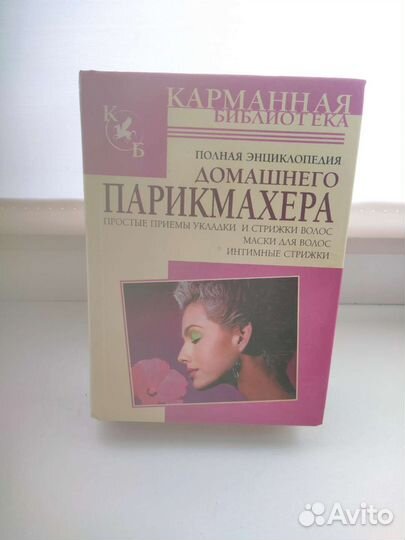 К
Б
КАРМАННАЯ
БИБЛИОТЕКА
ПОЛНАЯ ЭНЦИКЛОПЕДИЯ
ДОМАШНЕГО
ПАРИКМАХЕРА
ПРОСТЫЕ ПРИЕМЫ УКЛАДКИ И СТРИЖКИ ВОЛОС
МАСКИ ДЛЯ ВОЛОС
ИНТИМНЫЕ СТРИЖКИ
Avito